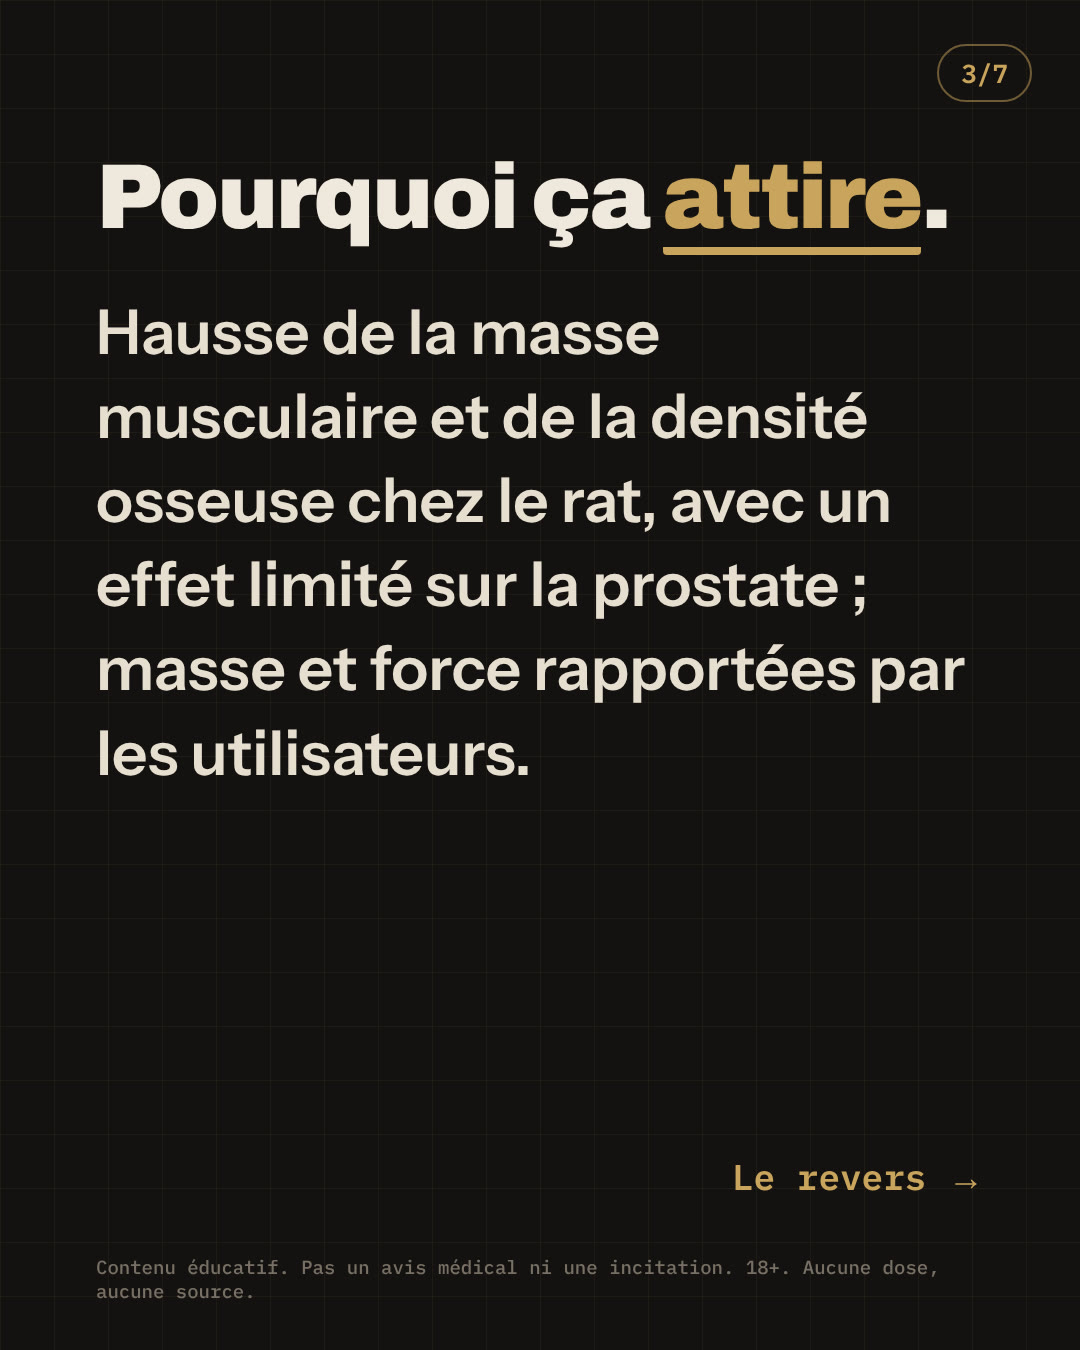 3/7
Pourquoi ça attire.
Hausse de la masse
musculaire et de la densité
osseuse chez le rat, avec un
effet limité sur la prostate ;
masse et force rapportées par
les utilisateurs.
Le revers →
Contenu éducatif. Pas un avis médical ni une incitation. 18+. Aucune dose,
aucune source.